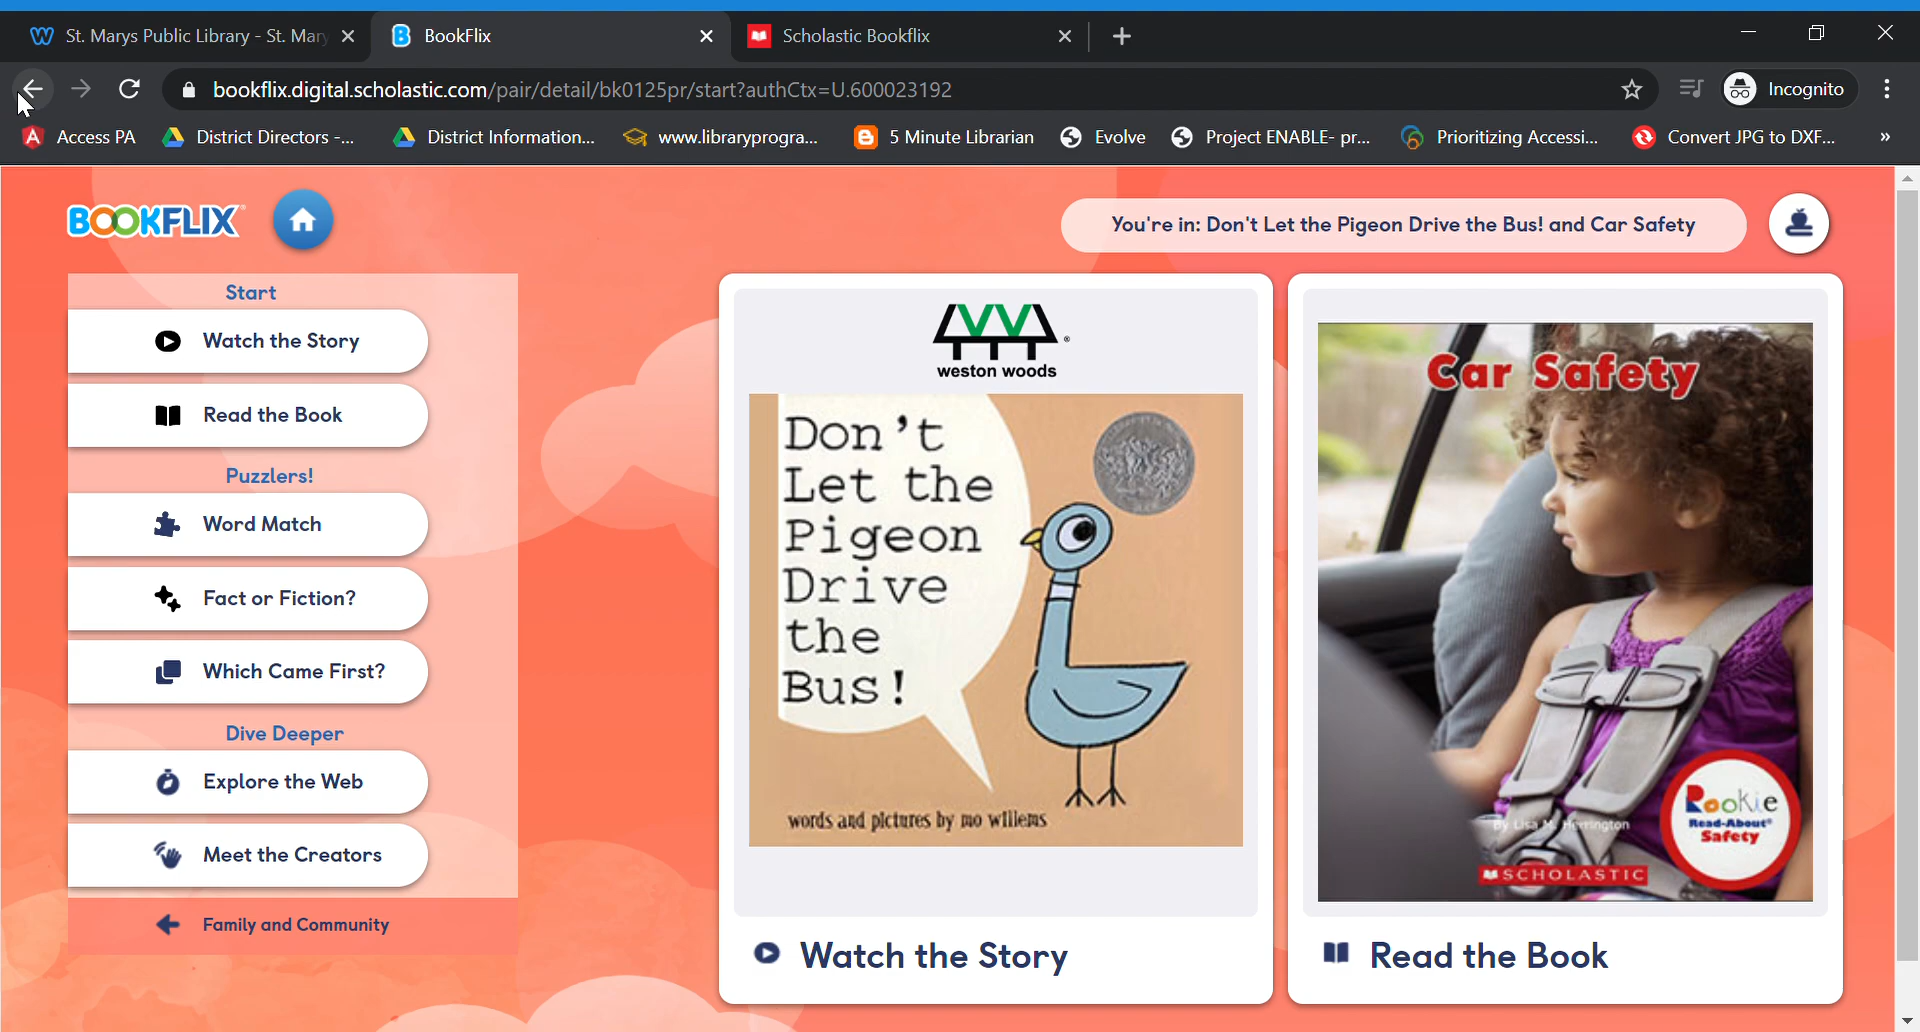 St. Marys Public Library - St. Mary
BookFlix
Scholastic Bookflix
bookflix.digital.scholastic.com/pair/detail/bk0125pr/start?authCtx=U.600023192
Incognito
Access PA
District Directors -...
District Information...
www.libraryprogra...
5 Minute Librarian
Evolve
Project ENABLE- pr...
Prioritizing Accessi...
Convert JPG to DXF...
»
BOOKFLIX
You're in: Don't Let the Pigeon Drive the Bus! and Car Safety
Start
Watch the Story
Read the Book
Puzzlers!
Word Match
Fact or Fiction?
Which Came First?
Dive Deeper
Explore the Web
Meet the Creators
Family and Community
weston woods
Don't
Let the
Pigeon
Drive
the
Bus!
words and pictures by mo willems
Watch the Story
Car Safety
by Lisa M. Herrington
Rookie
Read-About®
Safety
SCHOLASTIC
Read the Book